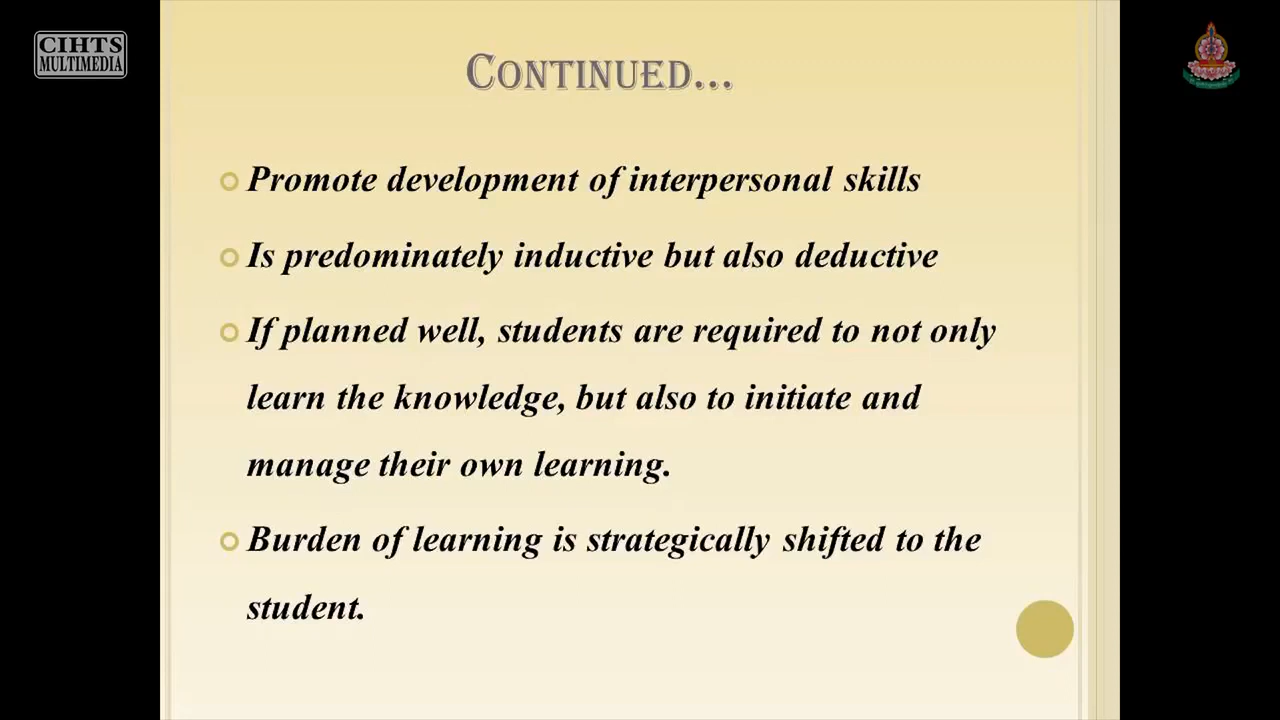 CIHTS
MULTIMEDIA
CONTINUED...
Promote development of interpersonal skills
Is predominately inductive but also deductive
If planned well, students are required to not only
learn the knowledge, but also to initiate and
manage their own learning.
Burden of learning is strategically shifted to the
student.